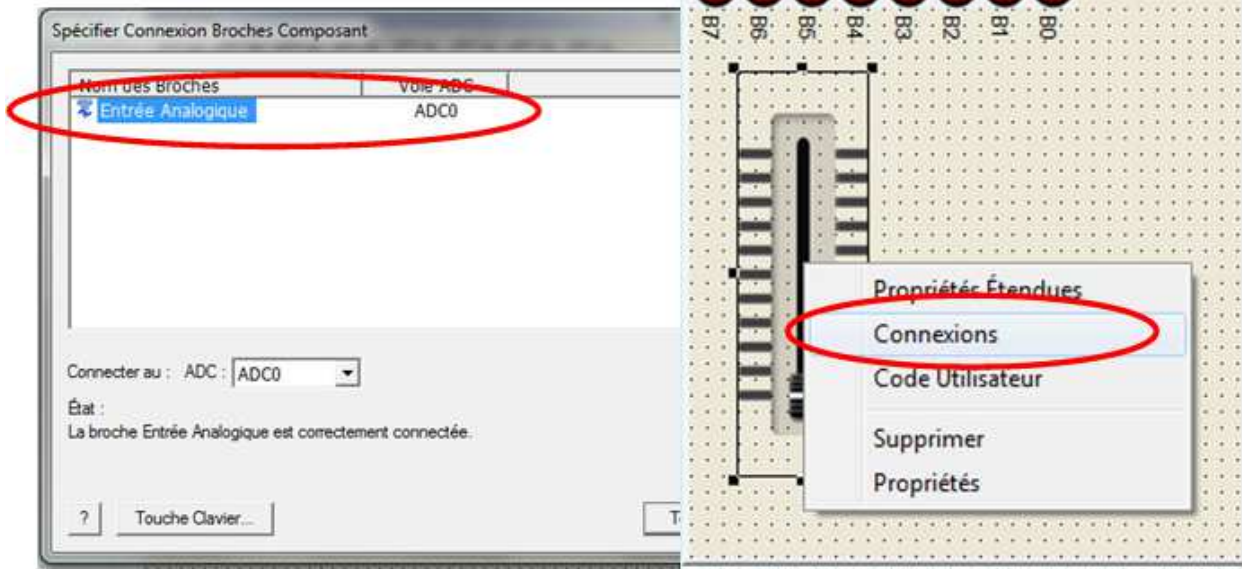 Spécifier Connexion Broches Composant
Nom des Broches Voie ADC
Entrée Analogique ADC0
Connecter au : ADC : ADC0
État :
La broche Entrée Analogique est correctement connectée.
? Touche Clavier...
B7 B6 B5 B4 B3 B2 B1 B0
Propriétés Étendues
Connexions
Code Utilisateur
Supprimer
Propriétés